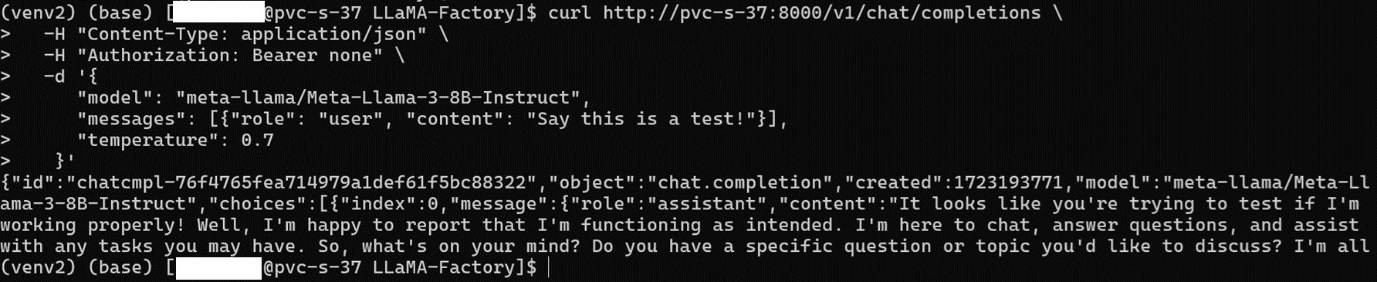 (venv2) (base) [@pvc-s-37 LLaMA-Factory]$ curl http://pvc-s-37:8000/v1/chat/completions \
>   -H "Content-Type: application/json" \
>   -H "Authorization: Bearer none" \
>   -d '{
>      "model": "meta-llama/Meta-Llama-3-8B-Instruct",
>      "messages": [{"role": "user", "content": "Say this is a test!"}],
>      "temperature": 0.7
>    }'
{"id":"chatcmpl-76f4765fea714979a1def61f5bc88322","object":"chat.completion","created":1723193771,"model":"meta-llama/Meta-Ll
ama-3-8B-Instruct","choices":[{"index":0,"message":{"role":"assistant","content":"It looks like you're trying to test if I'm
working properly! Well, I'm happy to report that I'm functioning as intended. I'm here to chat, answer questions, and assist
with any tasks you may have. So, what's on your mind? Do you have a specific question or topic you'd like to discuss? I'm all
(venv2) (base) [@pvc-s-37 LLaMA-Factory]$